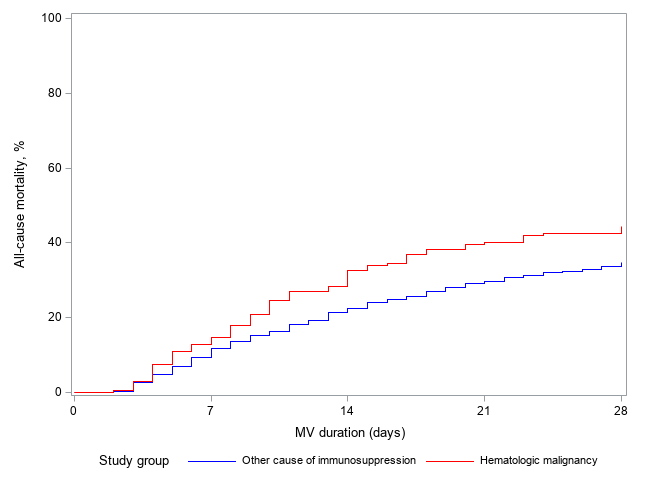 100
80
60
40
20
0
All-cause mortality, %
0 7 14 21 28
MV duration (days)
Study group Other cause of immunosuppression Hematologic malignancy